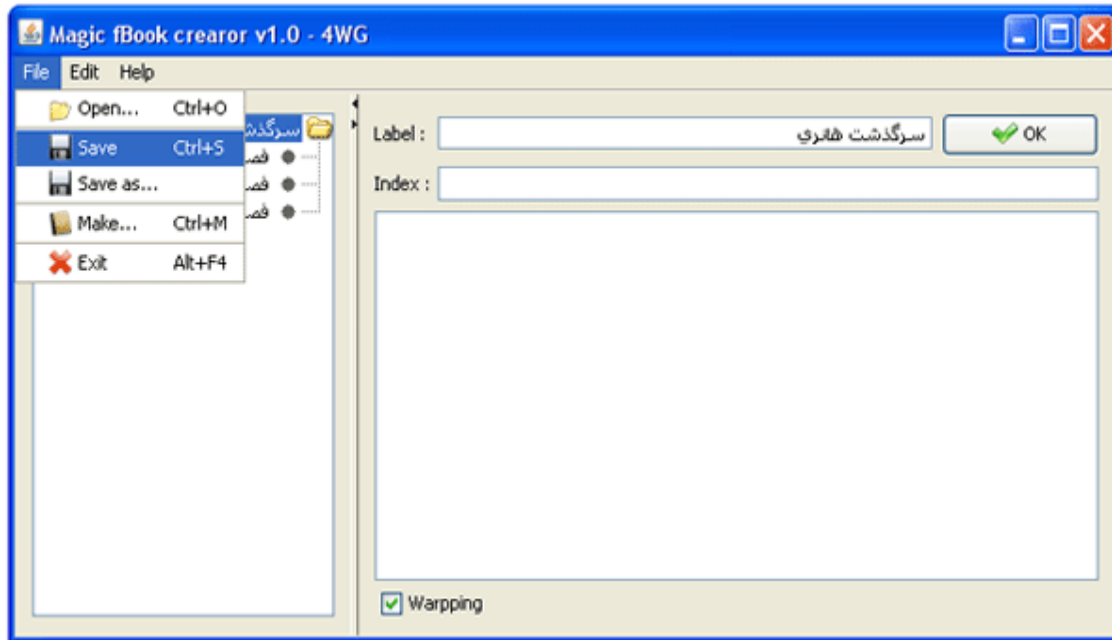 Magic fBook crearor v1.0 - 4WG
File Edit Help
Open... Ctrl+O
Save Ctrl+S
Save as...
Make... Ctrl+M
Exit Alt+F4
Label :
سرگذشت هانري
OK
Index :
Warpping